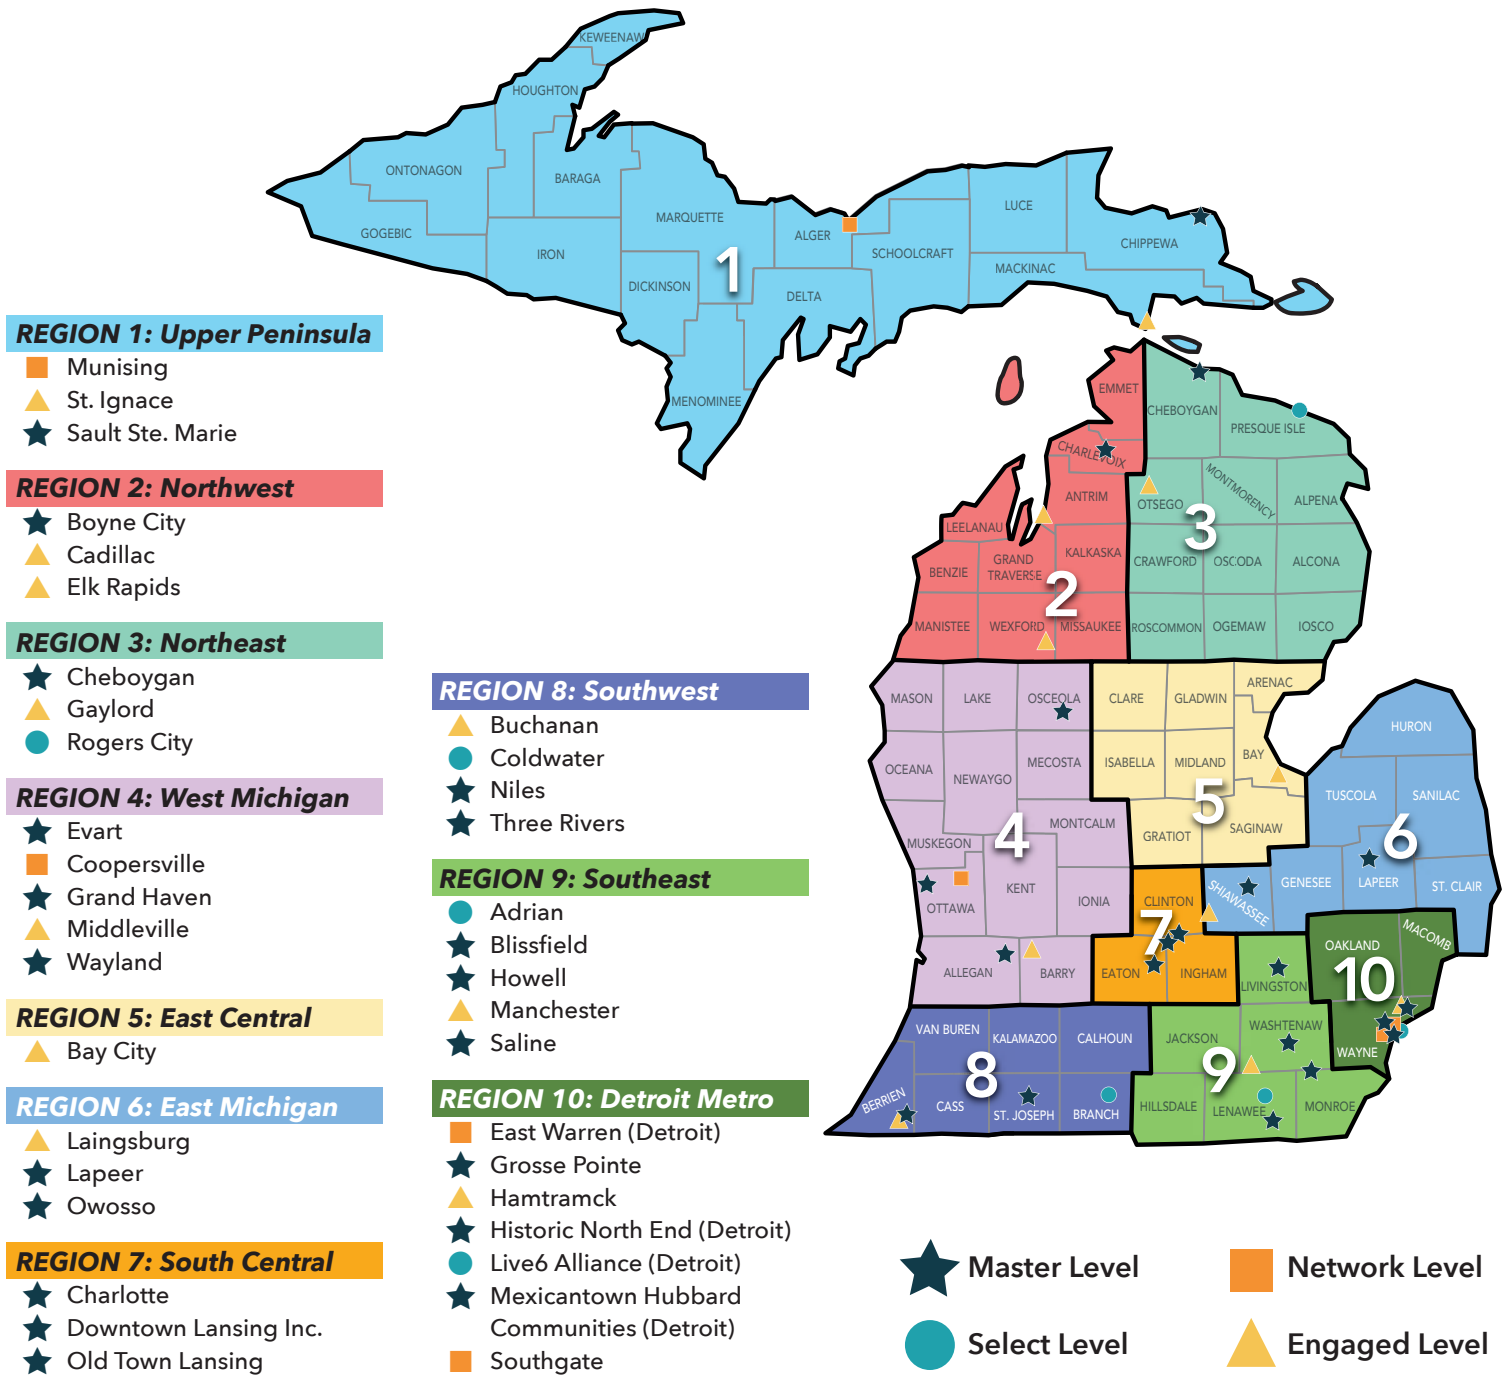 KEWEENAW
HOUGHTON
ONTONAGON
BARAGA
GOGEBIC
MARQUETTE
IRON
ALGER
LUCE
CHIPPEWA
SCHOOLCRAFT
MACKINAC
DICKINSON
1
DELTA
MENOMINEE
REGION 1: Upper Peninsula
Munising
St. Ignace
Sault Ste. Marie
REGION 2: Northwest
Boyne City
Cadillac
Elk Rapids
REGION 3: Northeast
Cheboygan
Gaylord
Rogers City
REGION 4: West Michigan
Evart
Coopersville
Grand Haven
Middleville
Wayland
REGION 5: East Central
Bay City
REGION 6: East Michigan
Laingsburg
Lapeer
Owosso
REGION 7: South Central
Charlotte
Downtown Lansing Inc.
Old Town Lansing
REGION 8: Southwest
Buchanan
Coldwater
Niles
Three Rivers
REGION 9: Southeast
Adrian
Blissfield
Howell
Manchester
Saline
REGION 10: Detroit Metro
East Warren (Detroit)
Grosse Pointe
Hamtramck
Historic North End (Detroit)
Live6 Alliance (Detroit)
Mexicantown Hubbard
Communities (Detroit)
Southgate
EMMET
CHEBOYGAN
PRESQUE ISLE
CHARLEVOIX
ANTRIM
OTSEGO
MONTMORENCY
ALPENA
3
LEELANAU
BENZIE
GRAND
TRAVERSE
KALKASKA
CRAWFORD
OSCODA
ALCONA
2
MANISTEE
WEXFORD
MISSAUKEE
ROSCOMMON
OGEMAW
IOSCO
MASON
LAKE
OSCEOLA
CLARE
GLADWIN
ARENAC
HURON
OCEANA
NEWAYGO
MECOSTA
ISABELLA
MIDLAND
BAY
TUSCOLA
SANILAC
5
MONTCALM
GRATIOT
SAGINAW
4
6
MUSKEGON
KENT
IONIA
OTTAWA
CLINTON
SHIAWASSEE
GENESEE
LAPEER
ST. CLAIR
7
ALLEGAN
BARRY
EATON
INGHAM
LIVINGSTON
OAKLAND
MACOMB
10
VAN BUREN
KALAMAZOO
CALHOUN
JACKSON
WASHTENAW
WAYNE
8
9
BERRIEN
CASS
ST. JOSEPH
BRANCH
HILLSDALE
LENAWEE
MONROE
Master Level
Network Level
Select Level
Engaged Level